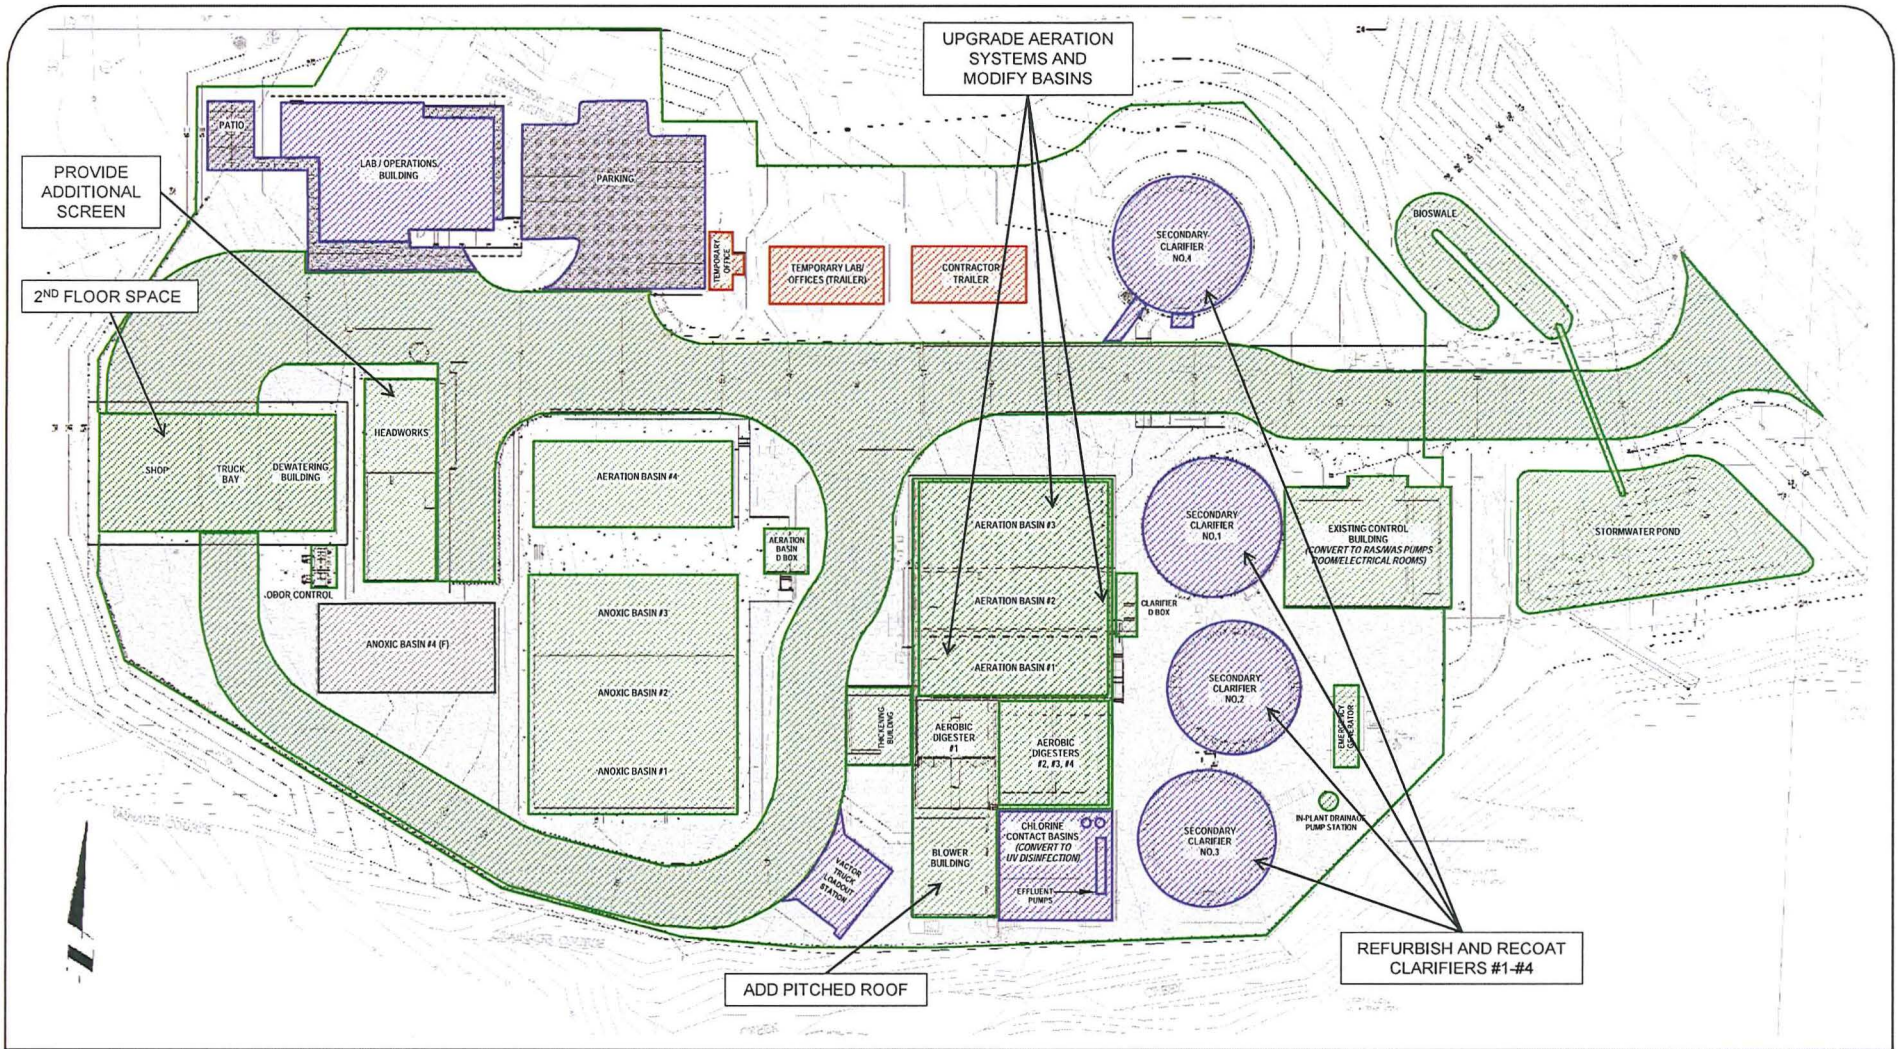 UPGRADE AERATION
SYSTEMS AND
MODIFY BASINS
PROVIDE
ADDITIONAL
SCREEN
2ND FLOOR SPACE
PATIO
LAB / OPERATIONS
BUILDING
PARKING
TEMPORARY
OFFICE
TEMPORARY LAB/
OFFICES (TRAILER)
CONTRACTOR
TRAILER
SECONDARY
CLARIFIER
NO.4
BIOSWALE
HEADWORKS
SHOP
TRUCK
BAY
DEWATERING
BUILDING
ODOR CONTROL
ANOXIC BASIN #4 (F)
AERATION BASIN #4
AERATION
BASIN
D BOX
ANOXIC BASIN #3
ANOXIC BASIN #2
ANOXIC BASIN #1
AERATION BASIN #3
AERATION BASIN #2
AERATION BASIN #1
CLARIFIER
D BOX
SECONDARY
CLARIFIER
NO.1
EXISTING CONTROL
BUILDING
(CONVERT TO RAS/WAS PUMPS
ROOM/ELECTRICAL ROOMS)
STORMWATER POND
SECONDARY
CLARIFIER
NO.2
EMERGENCY
GENERATOR
THICKENING
BUILDING
AEROBIC
DIGESTER
#1
AEROBIC
DIGESTERS
#2, #3, #4
IN-PLANT DRAINAGE
PUMP STATION
SECONDARY
CLARIFIER
NO.3
CHLORINE
CONTACT BASINS
(CONVERT TO
UV DISINFECTION)
EFFLUENT
PUMPS
BLOWER
BUILDING
VACTOR
TRUCK
LOADOUT
STATION
ADD PITCHED ROOF
REFURBISH AND RECOAT
CLARIFIERS #1-#4